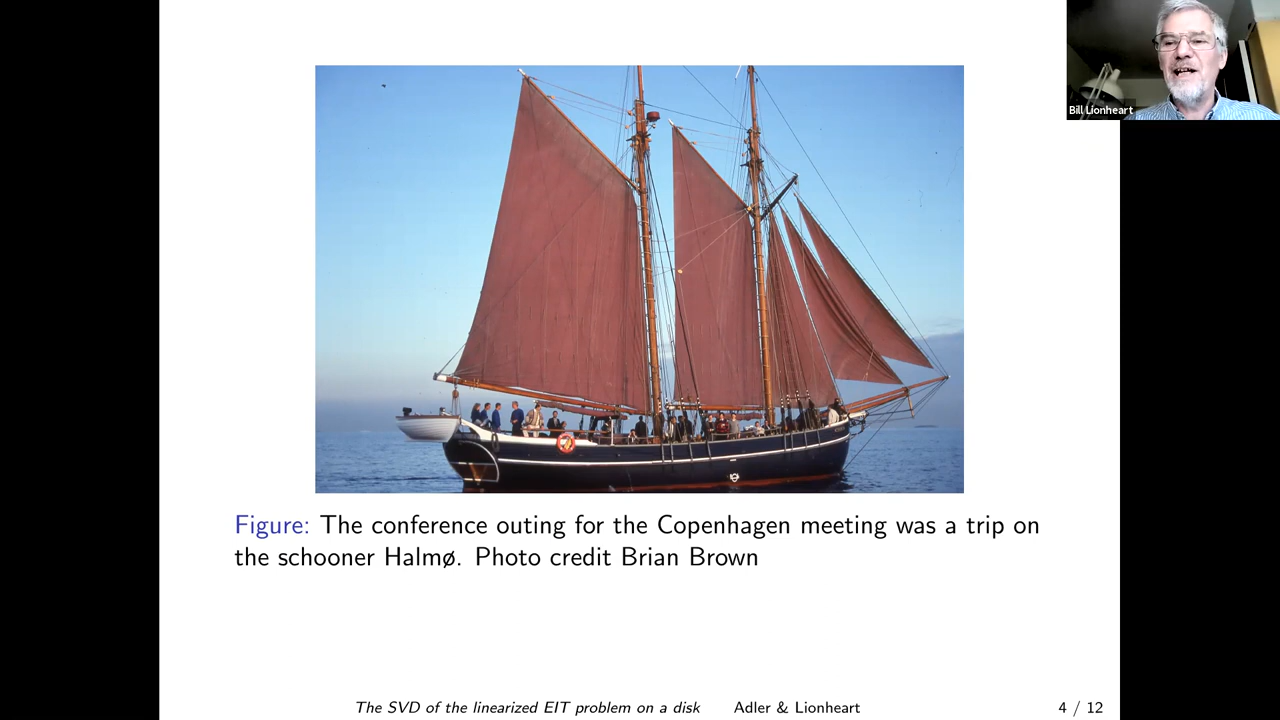 Bill Lionheart
Figure: The conference outing for the Copenhagen meeting was a trip on
the schooner Halmø. Photo credit Brian Brown
The SVD of the linearized EIT problem on a disk Adler & Lionheart 4 / 12